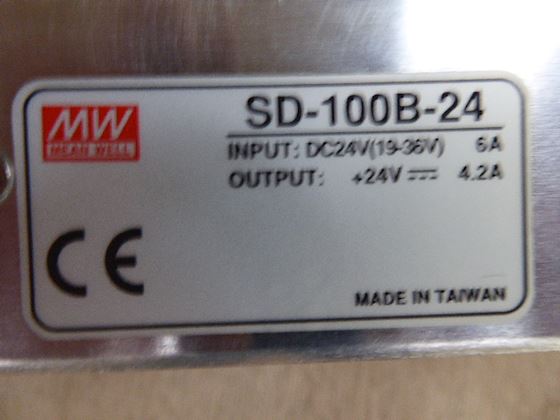 MW
MEAN WELL
SD-100B-24
INPUT: DC24V(19-36V) 6A
OUTPUT: +24V⎓ 4.2A
CE
MADE IN TAIWAN